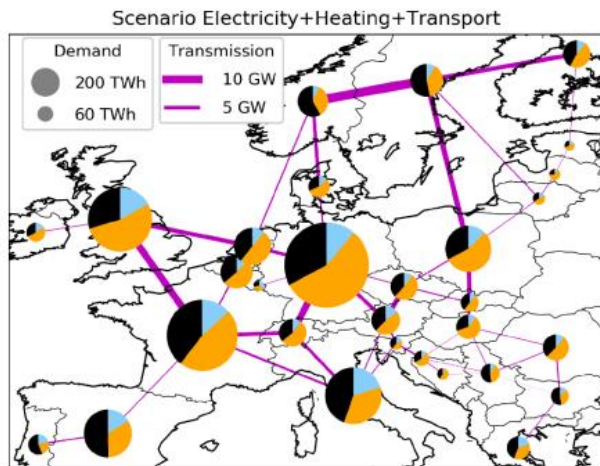 Scenario Electricity+Heating+Transport
Demand
200 TWh
60 TWh
Transmission
10 GW
5 GW